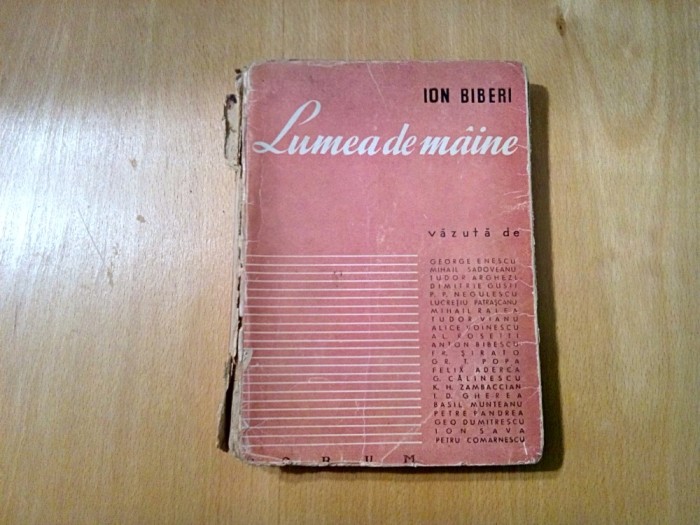 ION BIBERI
Lumea de mâine
văzută de
GEORGE ENESCU
MIHAIL SADOVEANU
TUDOR ARGHEZI
DIMITRIE GUSTI
P. P. NEGULESCU
LUCREȚIU PATRAȘCANU
MIHAIL RALEA
TUDOR VIANU
ALICE VOINESCU
AL. ROSETTI
ANTON BIBESCU
FR. ȘIRATO
GR. T. POPA
FELIX ADERCA
G. CĂLINESCU
K. H. ZAMBACCIAN
I. D. GHEREA
BASIL MUNTEANU
PETRE PANDREA
GEO DUMITRESCU
ION SAVA
PETRU COMARNESCU